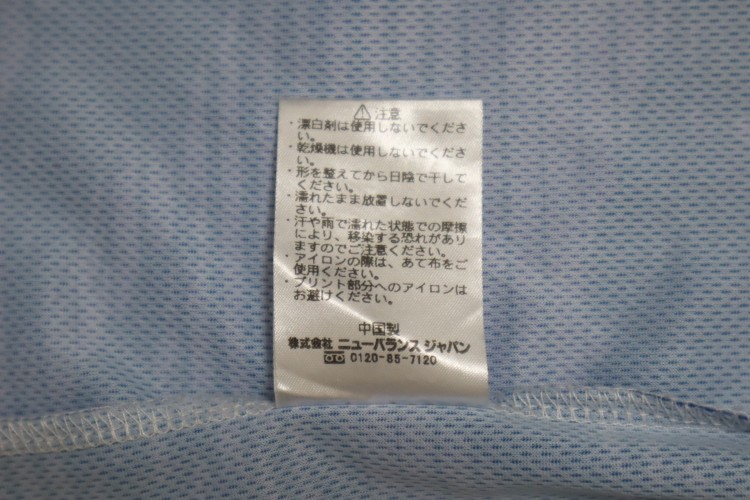 ⚠注意
・漂白剤は使用しないでくださ
い。
・乾燥機は使用しないでくださ
い。
・形を整えてから日陰で干して
ください。
・濡れたまま放置しないでくだ
さい。
・汗や雨で濡れた状態での摩擦
により、移染する恐れがあり
ますのでご注意ください。
・アイロンの際は、あて布をご
使用ください。
・プリント部分へのアイロンは
お避けください。
中国製
株式会社 ニューバランス ジャパン
0120-85-7120